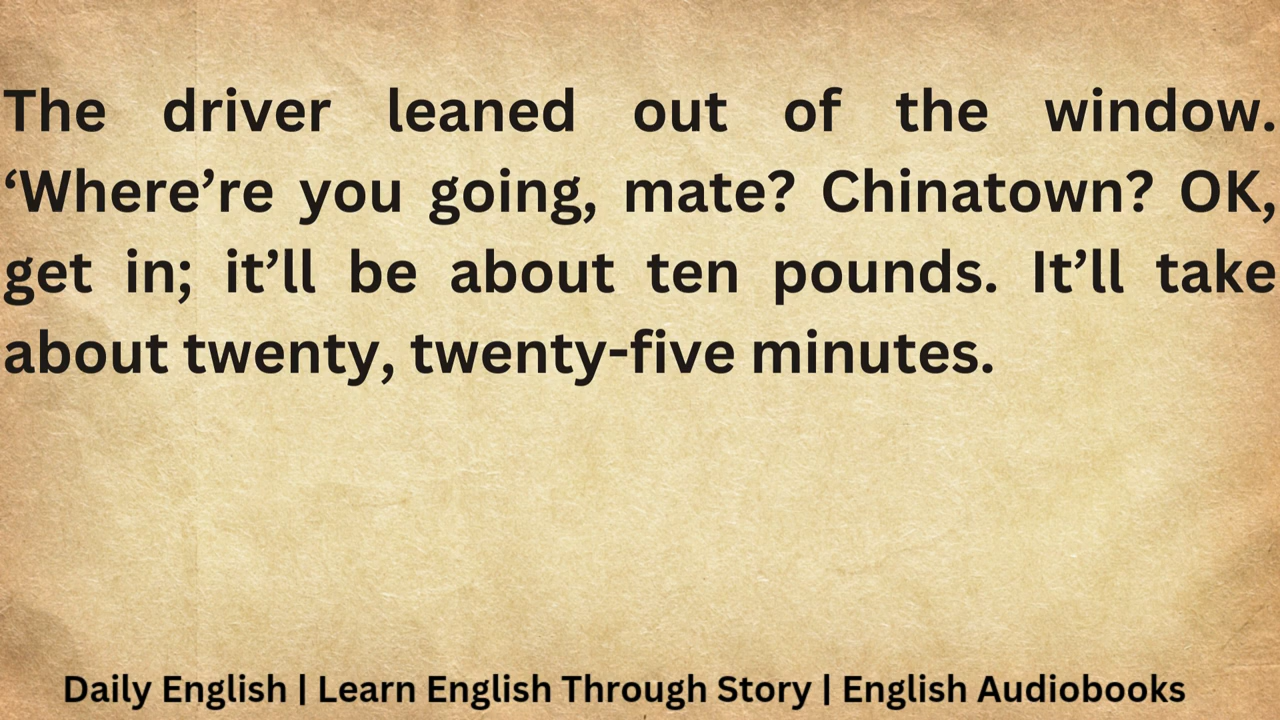 The driver leaned out of the window.
‘Where’re you going, mate? Chinatown? OK,
get in; it’ll be about ten pounds. It’ll take
about twenty, twenty-five minutes.
Daily English | Learn English Through Story | English Audiobooks